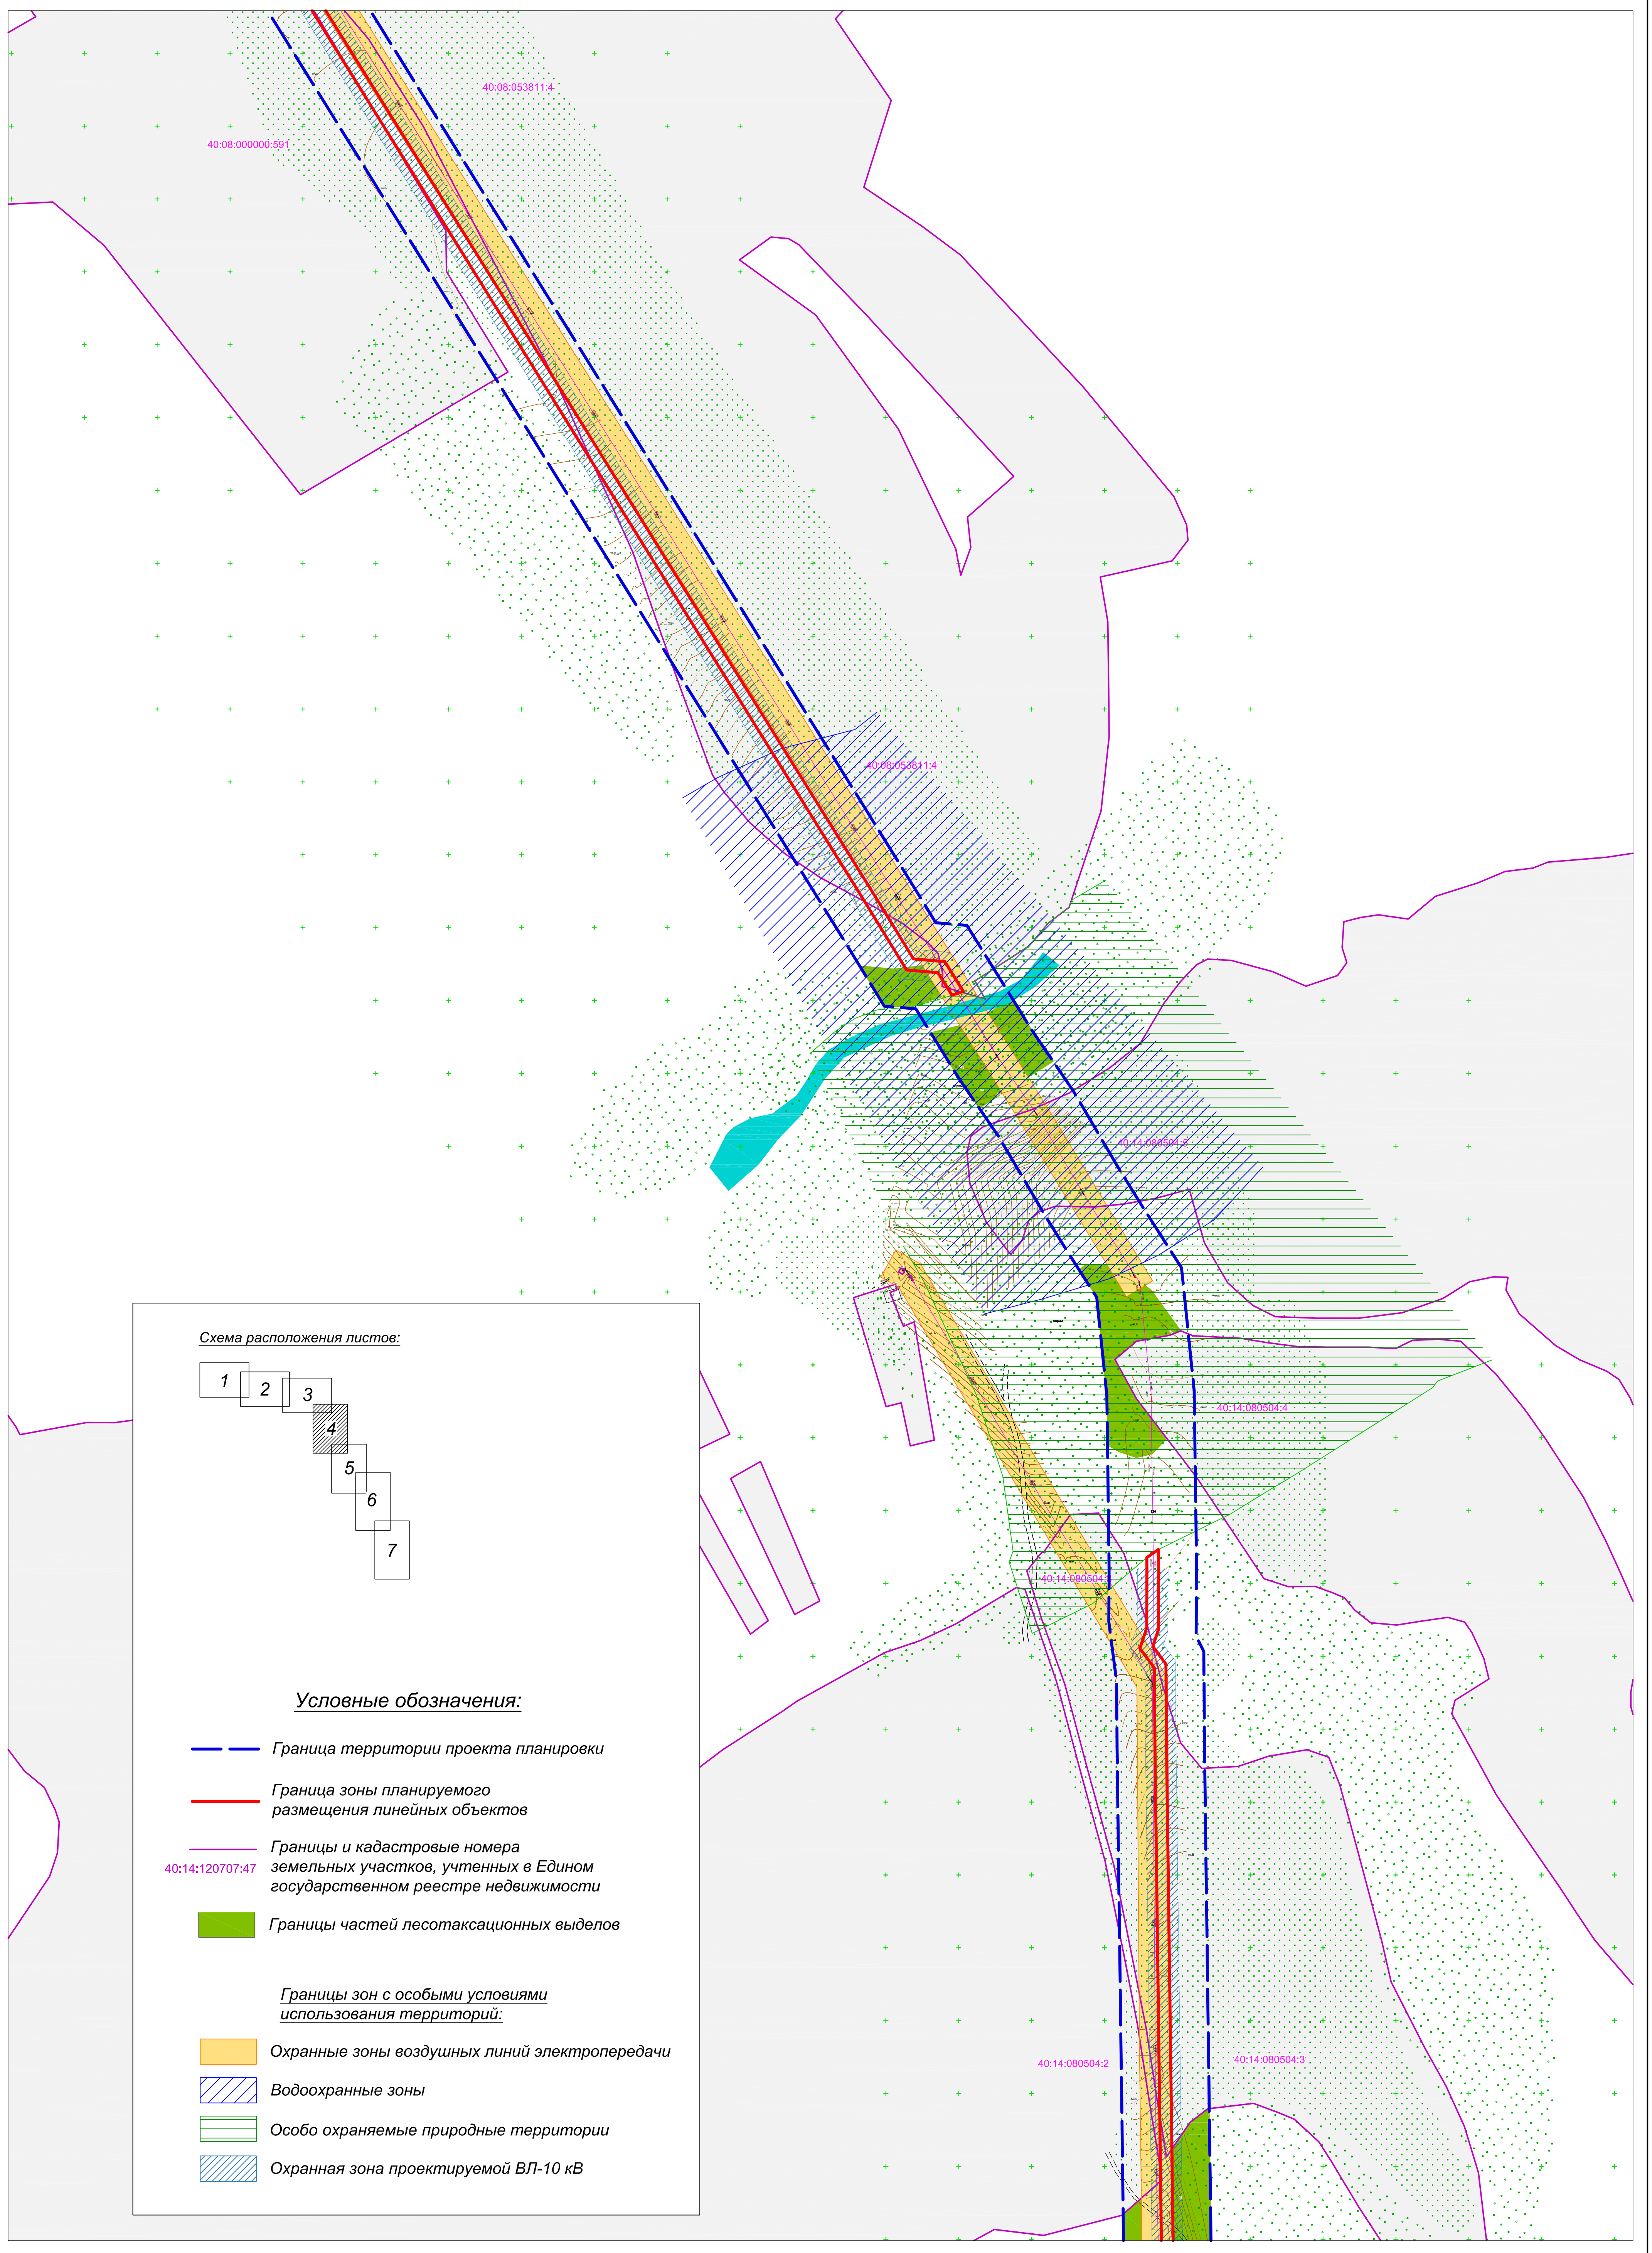 40:08:053811:4
40:08:000000:591
40:08:053811:4
40:14:080504:5
40:14:080504:4
40:14:080504:
40:14:080504:2
40:14:080504:3
Схема расположения листов:
1
2
3
4
5
6
7
Условные обозначения:
Граница территории проекта планировки
Граница зоны планируемого
размещения линейных объектов
Границы и кадастровые номера
40:14:120707:47 земельных участков, учтенных в Едином
государственном реестре недвижимости
Границы частей лесотаксационных выделов
Границы зон с особыми условиями
использования территорий:
Охранные зоны воздушных линий электропередачи
Водоохранные зоны
Особо охраняемые природные территории
Охранная зона проектируемой ВЛ-10 кВ